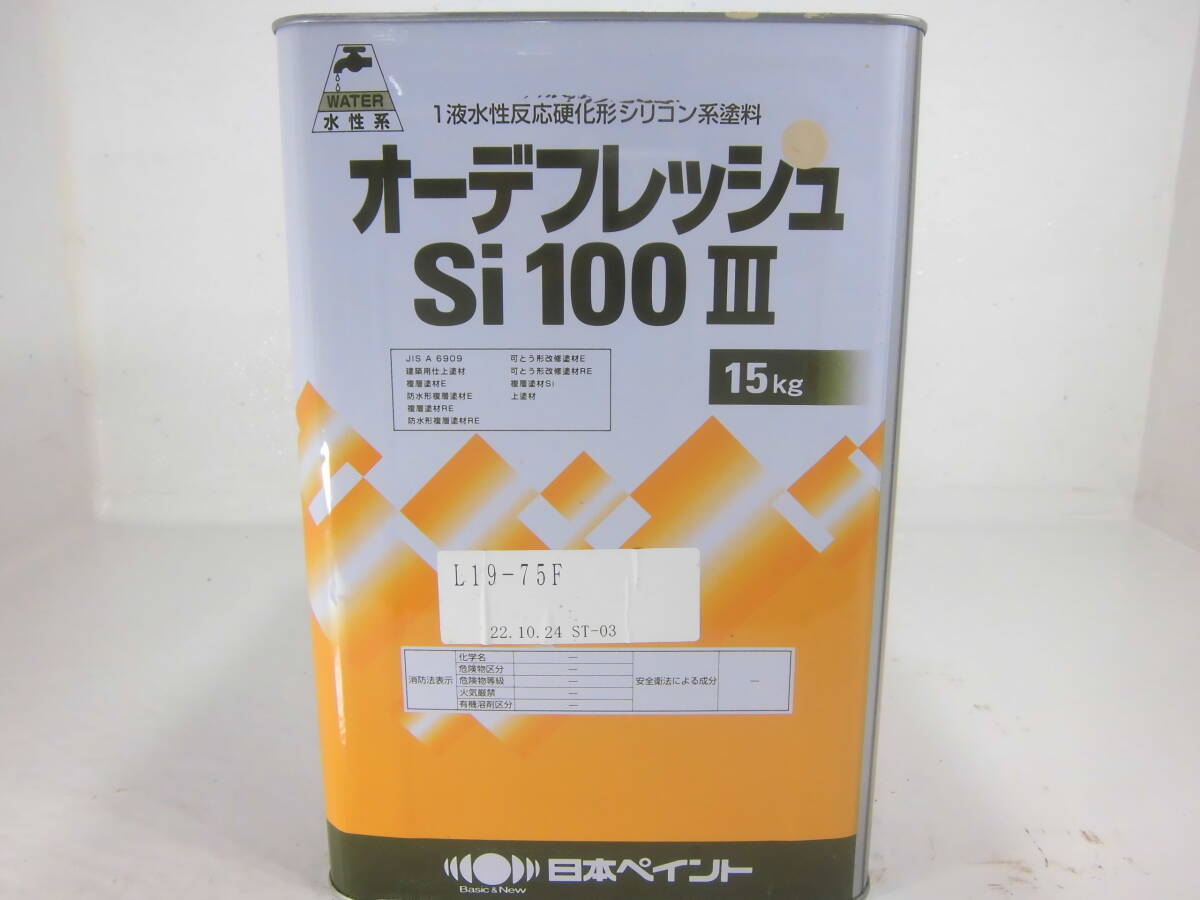 WATER
水性系
1液水性反応硬化形シリコン系塗料
オーデフレッシュ
Si 100 III
JIS A 6909
建築用仕上塗材
複層塗材E
防水形複層塗材E
複層塗材RE
防水形複層塗材RE
可とう形改修塗材E
可とう形改修塗材RE
複層塗材Si
上塗材
15kg
L19-75F
22.10.24 ST-03
消防法表示
化学名 —
危険物区分 —
危険物等級 —
火気厳禁 —
有機溶剤区分 —
安全衛法による成分 —
Basic & New
日本ペイント